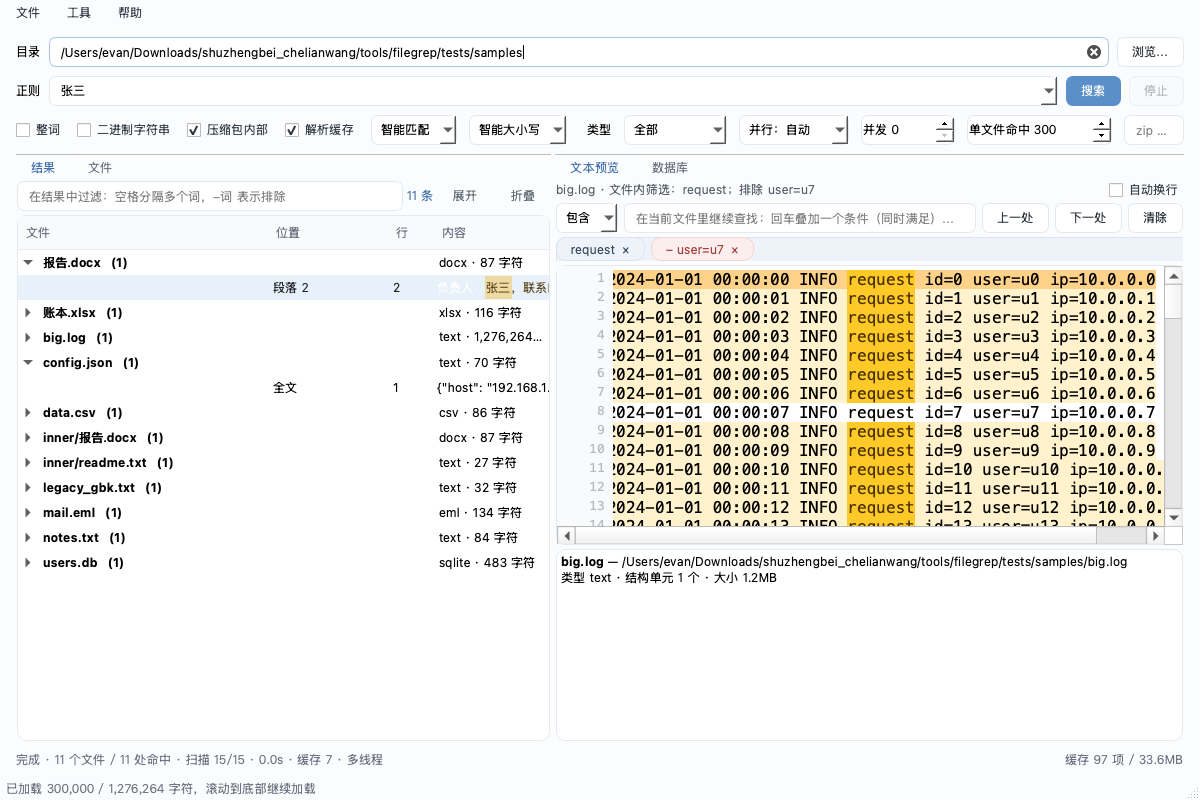 文件 工具 帮助
目录 /Users/evan/Downloads/shuzhengbei_chelianwang/tools/filegrep/tests/samples 浏览...
正则 张三 搜索 停止
整词 二进制字符串 压缩包内部 解析缓存 智能匹配 智能大小写 类型 全部 并行：自动 并发 0 单文件命中 300 zip ...
结果 文件
在结果中过滤：空格分隔多个词，-词 表示排除 11 条 展开 折叠
文件 位置 行 内容
报告.docx (1) docx · 87 字符
段落 2 2 负责人 张三，联系
账本.xlsx (1) xlsx · 116 字符
big.log (1) text · 1,276,264...
config.json (1) text · 70 字符
全文 1 {"host": "192.168.1.
data.csv (1) csv · 86 字符
inner/报告.docx (1) docx · 87 字符
inner/readme.txt (1) text · 27 字符
legacy_gbk.txt (1) text · 32 字符
mail.eml (1) eml · 134 字符
notes.txt (1) text · 84 字符
users.db (1) sqlite · 483 字符
文本预览 数据库
big.log · 文件内筛选：request；排除 user=u7 自动换行
包含 在当前文件里继续查找：回车叠加一个条件（同时满足）... 上一处 下一处 清除
request × − user=u7 ×
1 2024-01-01 00:00:00 INFO request id=0 user=u0 ip=10.0.0.0
2 2024-01-01 00:00:01 INFO request id=1 user=u1 ip=10.0.0.1
3 2024-01-01 00:00:02 INFO request id=2 user=u2 ip=10.0.0.2
4 2024-01-01 00:00:03 INFO request id=3 user=u3 ip=10.0.0.3
5 2024-01-01 00:00:04 INFO request id=4 user=u4 ip=10.0.0.4
6 2024-01-01 00:00:05 INFO request id=5 user=u5 ip=10.0.0.5
7 2024-01-01 00:00:06 INFO request id=6 user=u6 ip=10.0.0.6
8 2024-01-01 00:00:07 INFO request id=7 user=u7 ip=10.0.0.7
9 2024-01-01 00:00:08 INFO request id=8 user=u8 ip=10.0.0.8
10 2024-01-01 00:00:09 INFO request id=9 user=u9 ip=10.0.0.9
11 2024-01-01 00:00:10 INFO request id=10 user=u10 ip=10.0.0.
12 2024-01-01 00:00:11 INFO request id=11 user=u11 ip=10.0.0.
13 2024-01-01 00:00:12 INFO request id=12 user=u12 ip=10.0.0.
14 2024-01-01 00:00:13 INFO request id=13 user=u13 ip=10.0.0.
big.log — /Users/evan/Downloads/shuzhengbei_chelianwang/tools/filegrep/tests/samples/big.log
类型 text · 结构单元 1 个 · 大小 1.2MB
完成 · 11 个文件 / 11 处命中 · 扫描 15/15 · 0.0s · 缓存 7 · 多线程 缓存 97 项 / 33.6MB
已加载 300,000 / 1,276,264 字符，滚动到底部继续加载